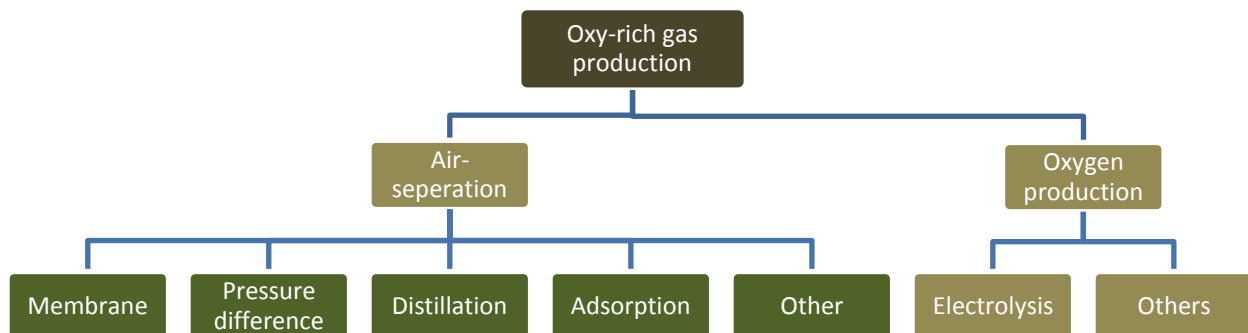 Oxy-rich gas
production
Air-
seperation
Oxygen
production
Membrane
Pressure
difference
Distillation
Adsorption
Other
Electrolysis
Others